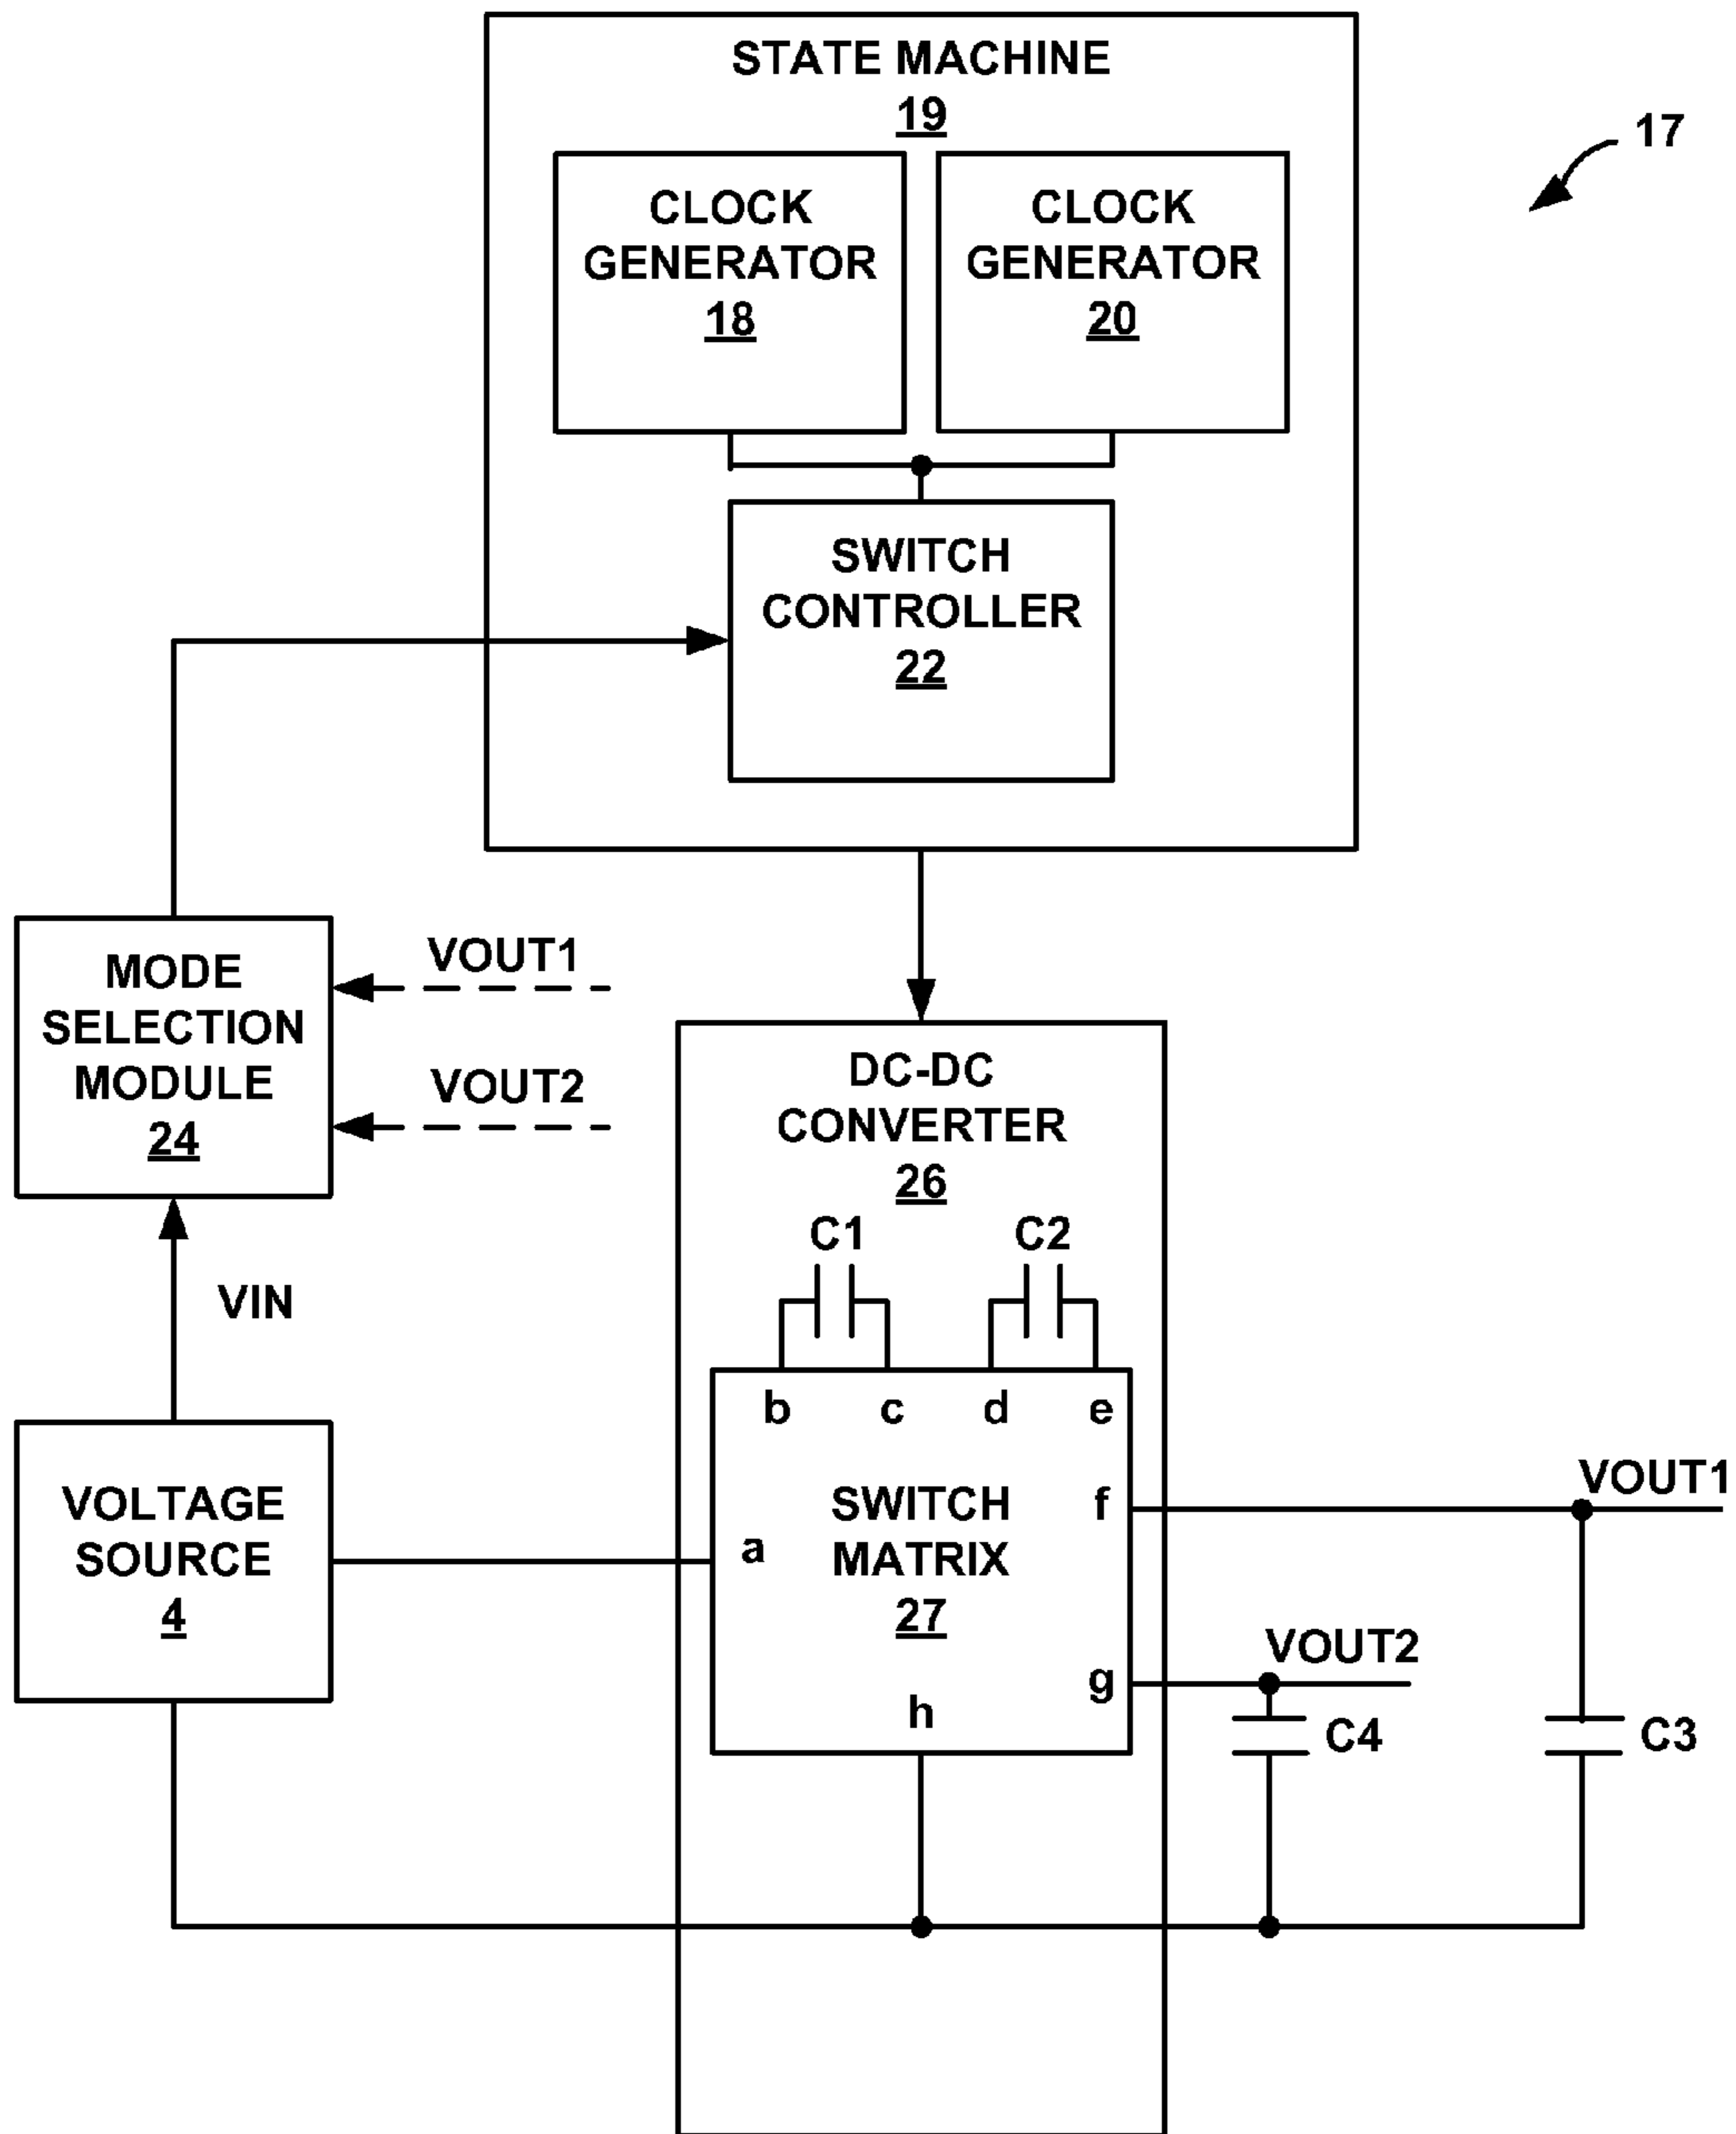 STATE MACHINE
19
17
CLOCK
GENERATOR
18
CLOCK
GENERATOR
20
SWITCH
CONTROLLER
22
MODE
SELECTION
MODULE
24
VOUT1
VOUT2
DC-DC
CONVERTER
26
C1
C2
VIN
b
c
d
e
VOLTAGE
SOURCE
4
a
SWITCH
MATRIX
27
f
g
h
VOUT1
VOUT2
C4
C3